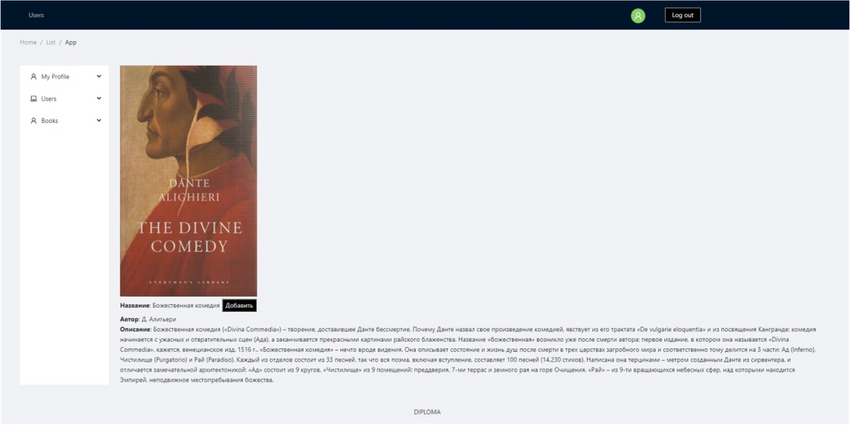 Users
Log out
Home / List / App
My Profile
Users
Books
DANTE
ALIGHIERI
THE DIVINE
COMEDY
EVERYMAN'S LIBRARY
Название: Божественная комедия Добавить
Автор: Д. Алигьери
Описание: Божественная комедия («Divina Commedia») – творение, доставившее Данте бессмертие. Почему Данте назвал свое произведение комедией, явствует из его трактата «De vulgarie eloquentia» и из посвящения Кангранде: комедия
начинается с ужасных и отвратительных сцен (Ада), а заканчивается прекрасными картинами райского блаженства. Название «божественная» возникло уже после смерти автора; первое издание, в котором она называется «Divina
Commedia», кажется, венецианское изд. 1516 г.. «Божественная комедия» – нечто вроде видения. Она описывает состояние и жизнь душ после смерти в трех царствах загробного мира и соответственно тому делится на 3 части: Ад (Inferno),
Чистилище (Purgatorio) и Рай (Paradiso). Каждый из отделов состоит из 33 песней, так что вся поэма, включая вступление, составляет 100 песней (14.230 стихов). Написана она терцинами – метром созданным Данте из сирвентера, и
отличается замечательной архитектоникой: «Ад» состоит из 9 кругов, «Чистилище» из 9 помещений: преддверия, 7-ми террас и земного рая на горе Очищения, «Рай» – из 9-ти вращающихся небесных сфер, над которыми находится
Эмпирей, неподвижное местопребывания божества.
DIPLOMA